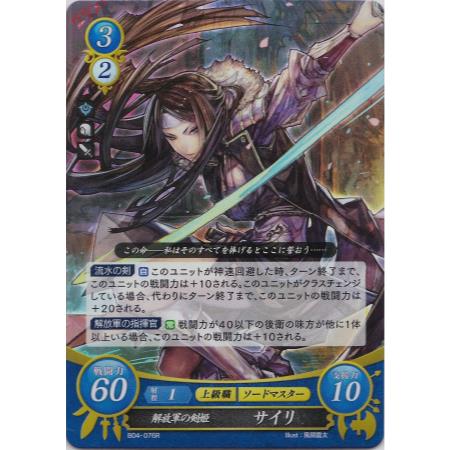 3
2
この命――私はそのすべてを捧げるとここに誓おう……
流水の剣 自 このユニットが神速回避した時、ターン終了まで、
このユニットの戦闘力は+10される。このユニットがクラスチェンジ
している場合、代わりにターン終了まで、このユニットの戦闘力は
+20される。
解放軍の指揮官 常 戦闘力が40以下の後衛の味方が他に1体
以上いる場合、このユニットの戦闘力は+10される。
戦闘力
60
射程 1 上級職 ソードマスター
支援力
10
解放軍の剣姫 サイリ
B04-076R